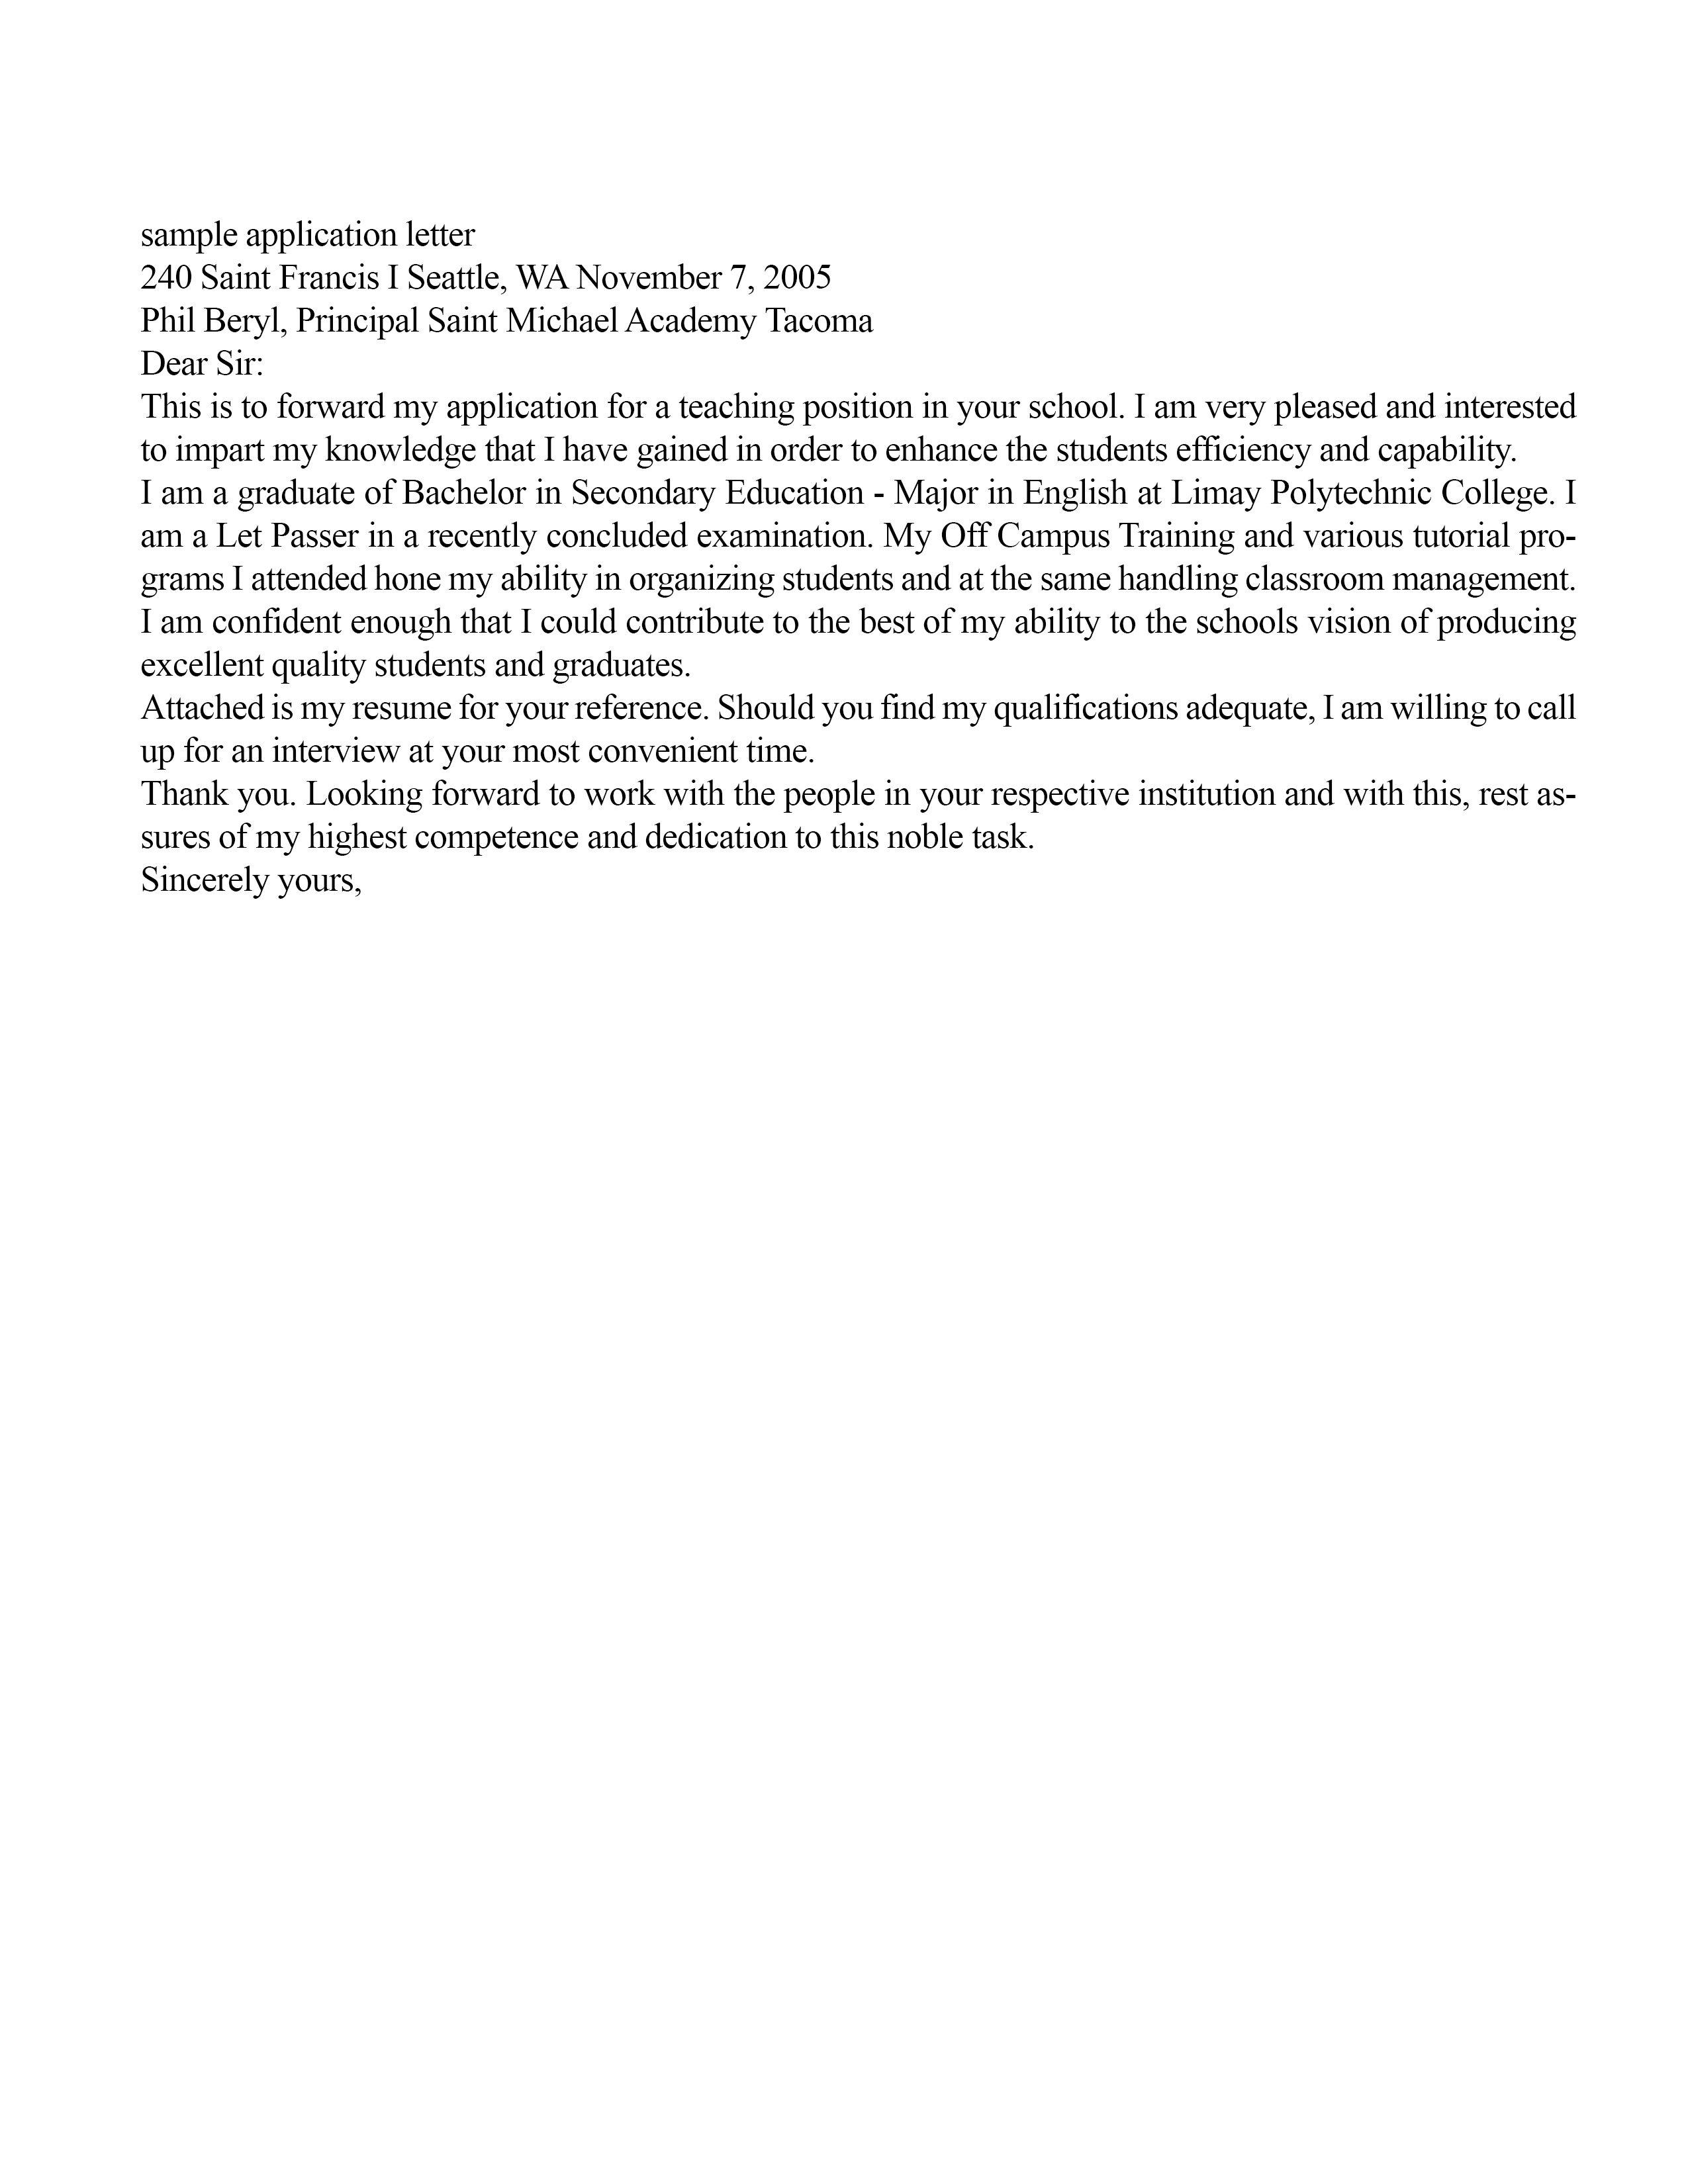 sample application letter
240 Saint Francis I Seattle, WA November 7, 2005
Phil Beryl, Principal Saint Michael Academy Tacoma
Dear Sir:
This is to forward my application for a teaching position in your school. I am very pleased and interested
to impart my knowledge that I have gained in order to enhance the students efficiency and capability.
I am a graduate of Bachelor in Secondary Education - Major in English at Limay Polytechnic College. I
am a Let Passer in a recently concluded examination. My Off Campus Training and various tutorial pro-
grams I attended hone my ability in organizing students and at the same handling classroom management.
I am confident enough that I could contribute to the best of my ability to the schools vision of producing
excellent quality students and graduates.
Attached is my resume for your reference. Should you find my qualifications adequate, I am willing to call
up for an interview at your most convenient time.
Thank you. Looking forward to work with the people in your respective institution and with this, rest as-
sures of my highest competence and dedication to this noble task.
Sincerely yours,